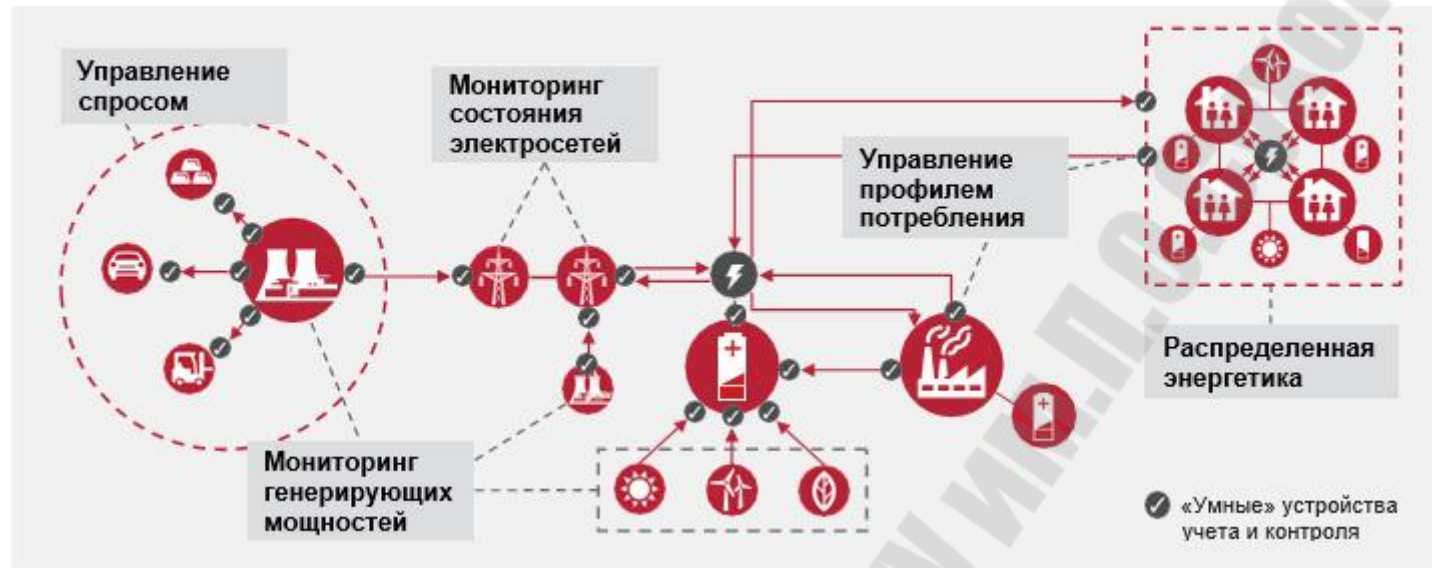 Управление
спросом
Мониторинг
состояния
электросетей
Управление
профилем
потребления
Распределенная
энергетика
Мониторинг
генерирующих
мощностей
«Умные» устройства
учета и контроля